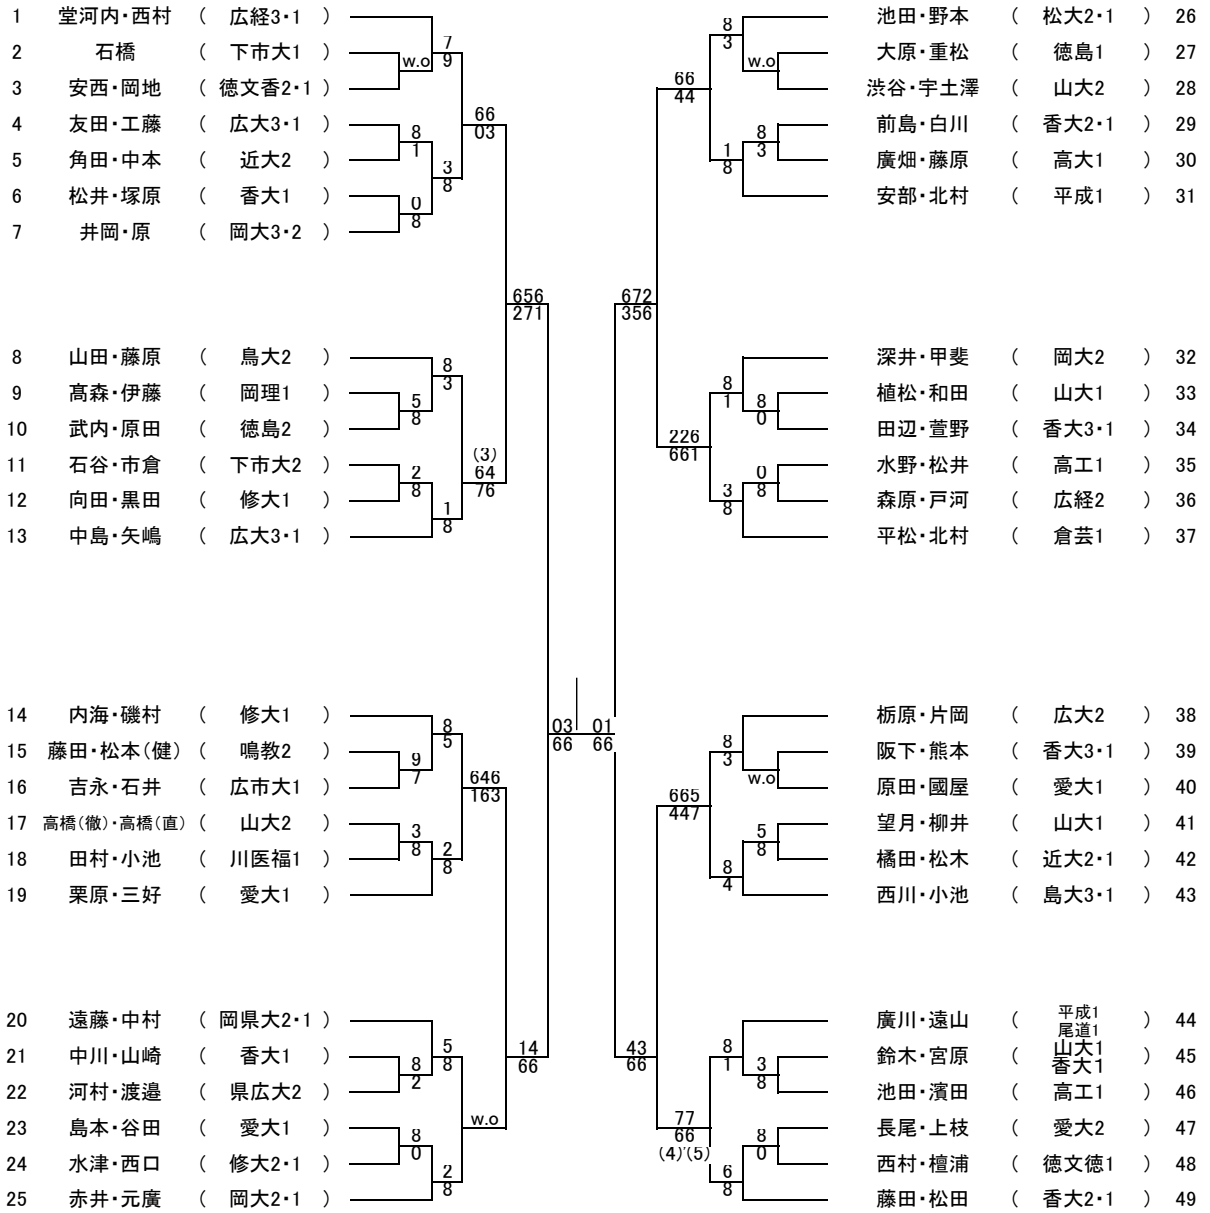 1 堂河内・西村 ( 広経3・1 )
2 石橋 ( 下市大1 )
3 安西・岡地 ( 徳文香2・1 )
4 友田・工藤 ( 広大3・1 )
5 角田・中本 ( 近大2 )
6 松井・塚原 ( 香大1 )
7 井岡・原 ( 岡大3・2 )
w.o
7
9
8
1
0
8
3
8
66
03
8 山田・藤原 ( 鳥大2 )
9 髙森・伊藤 ( 岡理1 )
10 武内・原田 ( 徳島2 )
11 石谷・市倉 ( 下市大2 )
12 向田・黒田 ( 修大1 )
13 中島・矢嶋 ( 広大3・1 )
8
3
5
8
2
8
1
8
(3)
64
76
656
271
14 内海・磯村 ( 修大1 )
15 藤田・松本(健) ( 鳴教2 )
16 吉永・石井 ( 広市大1 )
17 高橋(徹)・高橋(直) ( 山大2 )
18 田村・小池 ( 川医福1 )
19 栗原・三好 ( 愛大1 )
8
5
9
7
3
8
2
8
646
163
20 遠藤・中村 ( 岡県大2・1 )
21 中川・山崎 ( 香大1 )
22 河村・渡邉 ( 県広大2 )
23 島本・谷田 ( 愛大1 )
24 水津・西口 ( 修大2・1 )
25 赤井・元廣 ( 岡大2・1 )
5
8
8
2
8
0
2
8
w.o
14
66
03
66
01
66
池田・野本 ( 松大2・1 ) 26
大原・重松 ( 徳島1 ) 27
渋谷・宇土澤 ( 山大2 ) 28
前島・白川 ( 香大2・1 ) 29
廣畑・藤原 ( 高大1 ) 30
安部・北村 ( 平成1 ) 31
8
3
w.o
8
3
1
8
66
44
672
356
深井・甲斐 ( 岡大2 ) 32
植松・和田 ( 山大1 ) 33
田辺・萱野 ( 香大3・1 ) 34
水野・松井 ( 高工1 ) 35
森原・戸河 ( 広経2 ) 36
平松・北村 ( 倉芸1 ) 37
8
1
8
0
0
8
3
8
226
661
栃原・片岡 ( 広大2 ) 38
阪下・熊本 ( 香大3・1 ) 39
原田・國屋 ( 愛大1 ) 40
望月・柳井 ( 山大1 ) 41
橘田・松木 ( 近大2・1 ) 42
西川・小池 ( 島大3・1 ) 43
8
3
w.o
5
8
8
4
665
447
廣川・遠山 ( 平成1
尾道1 ) 44
鈴木・宮原 ( 山大1
香大1 ) 45
池田・濱田 ( 高工1 ) 46
長尾・上枝 ( 愛大2 ) 47
西村・檀浦 ( 徳文徳1 ) 48
藤田・松田 ( 香大2・1 ) 49
8
1
3
8
8
0
6
8
77
66
(4)'(5)
43
66